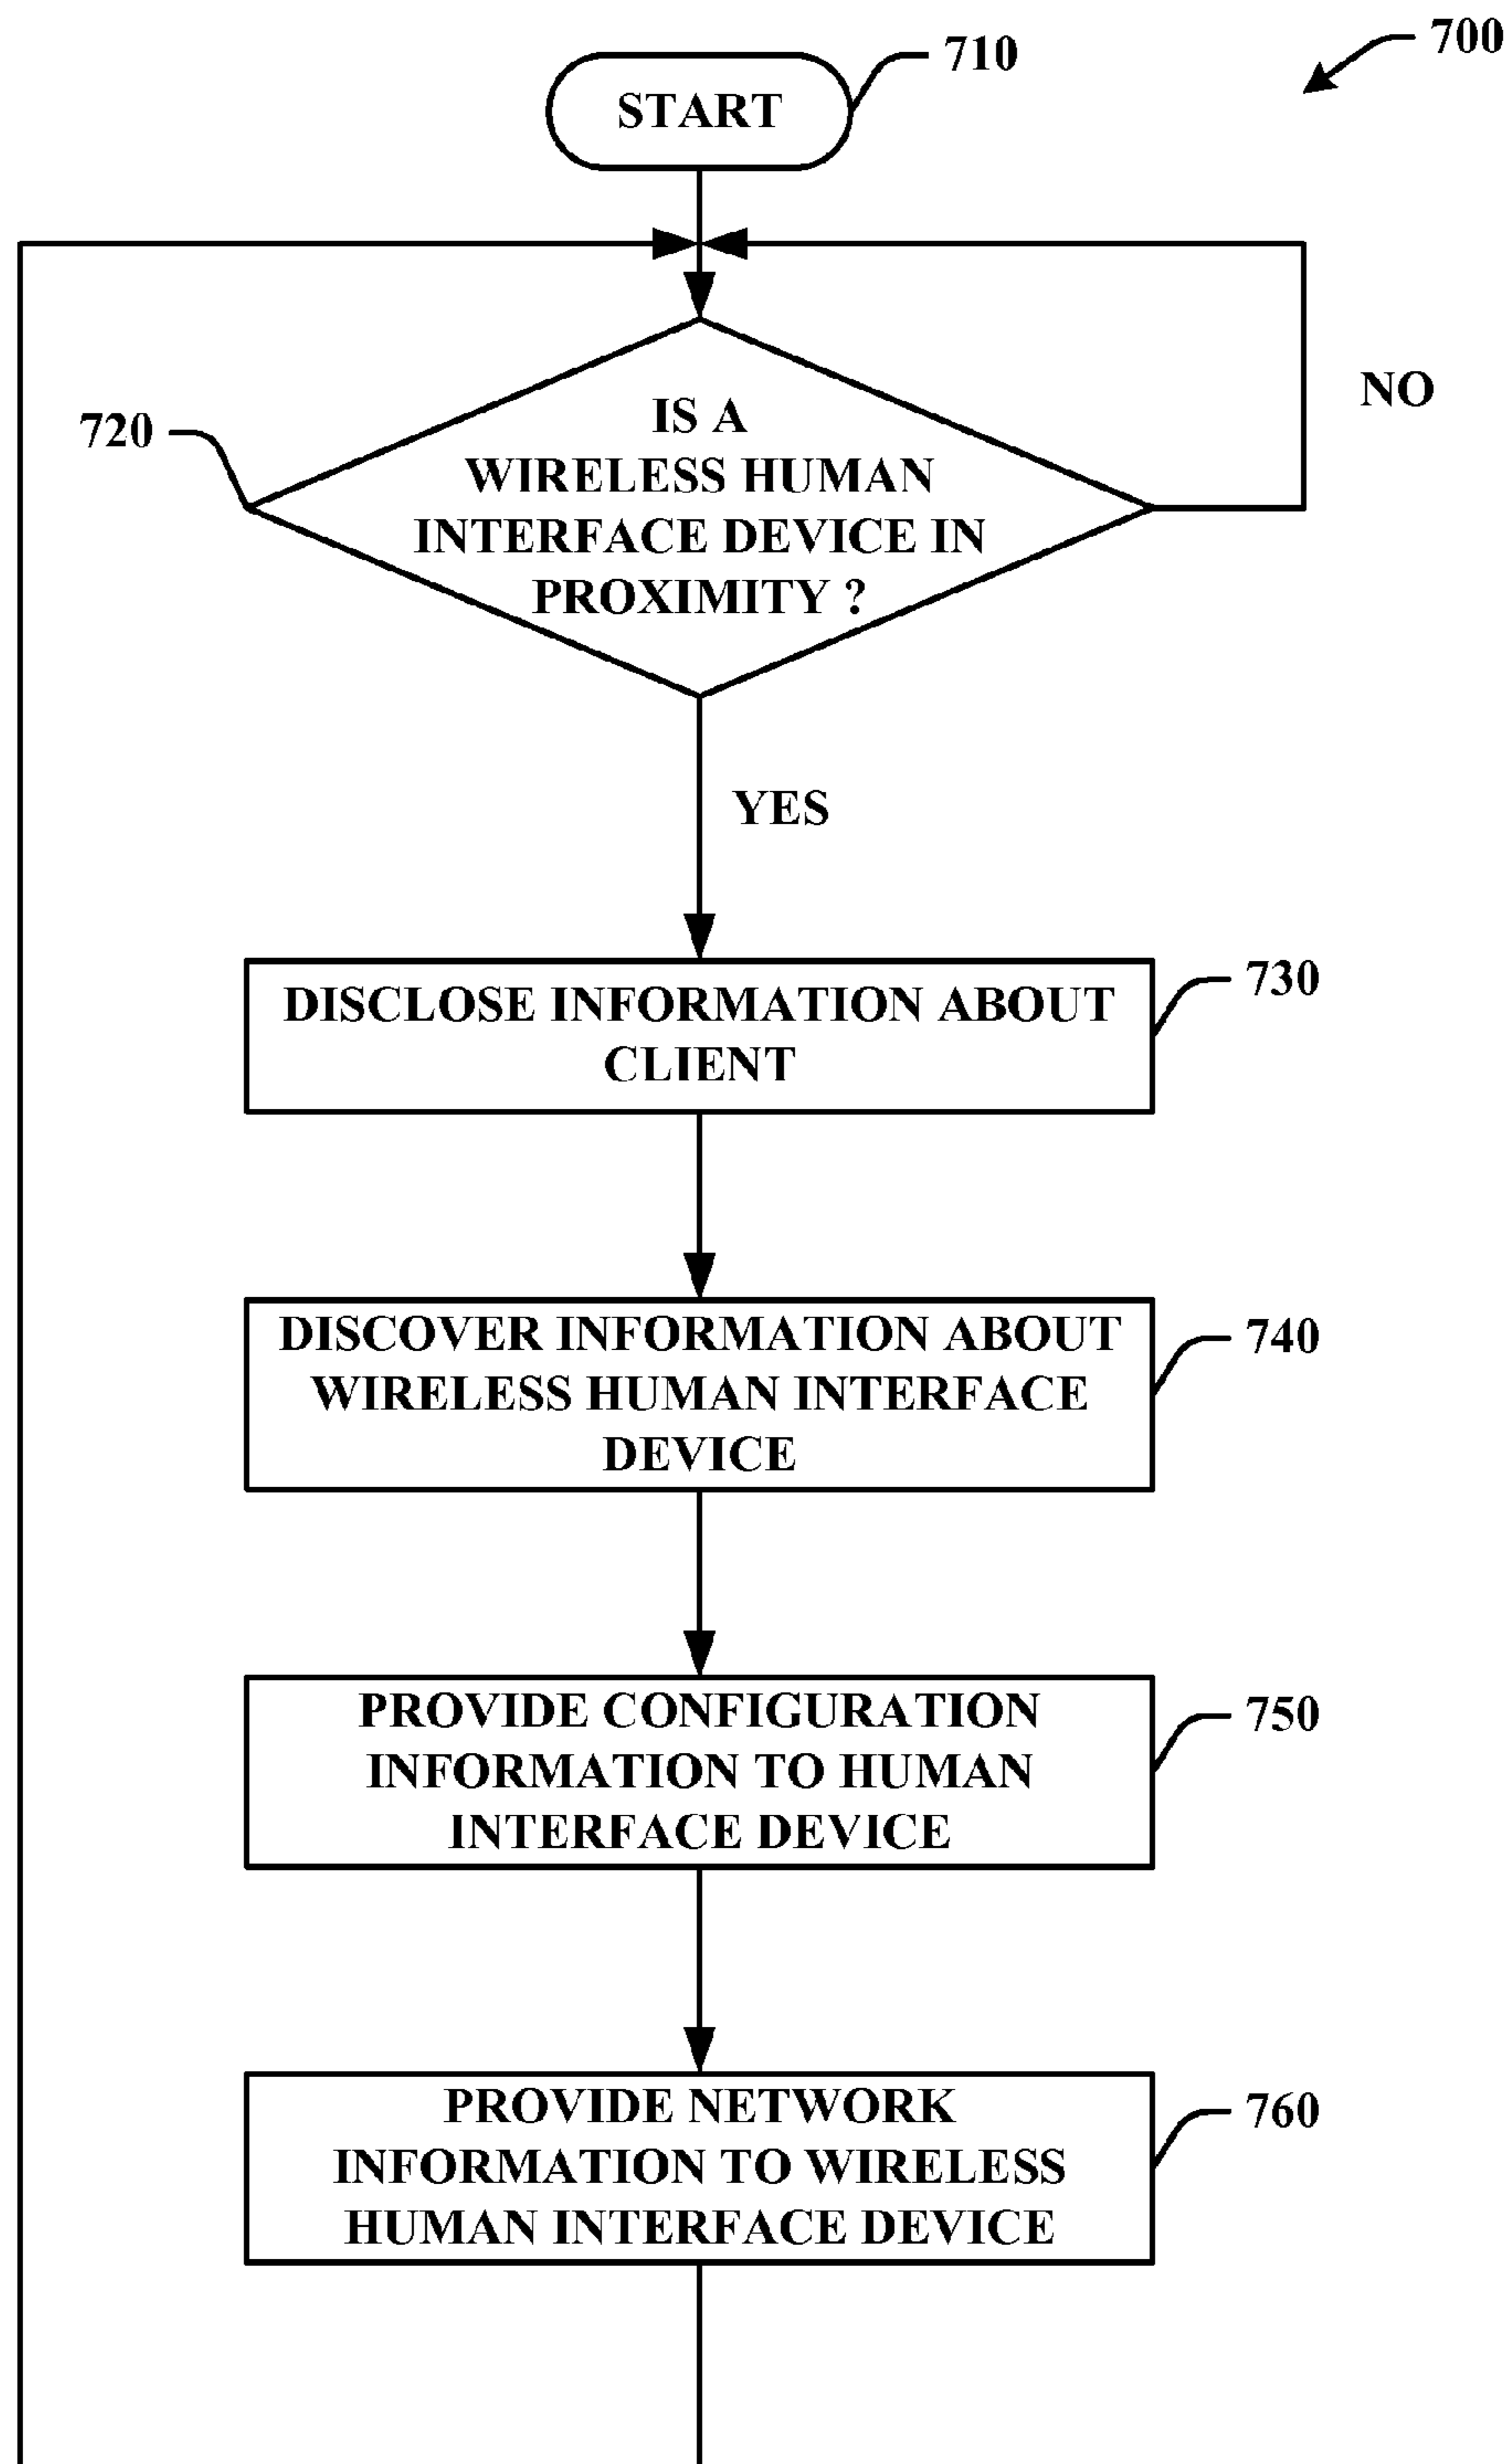 700
710
START
720
IS A
WIRELESS HUMAN
INTERFACE DEVICE IN
PROXIMITY ?
NO
YES
730
DISCLOSE INFORMATION ABOUT
CLIENT
740
DISCOVER INFORMATION ABOUT
WIRELESS HUMAN INTERFACE
DEVICE
750
PROVIDE CONFIGURATION
INFORMATION TO HUMAN
INTERFACE DEVICE
760
PROVIDE NETWORK
INFORMATION TO WIRELESS
HUMAN INTERFACE DEVICE